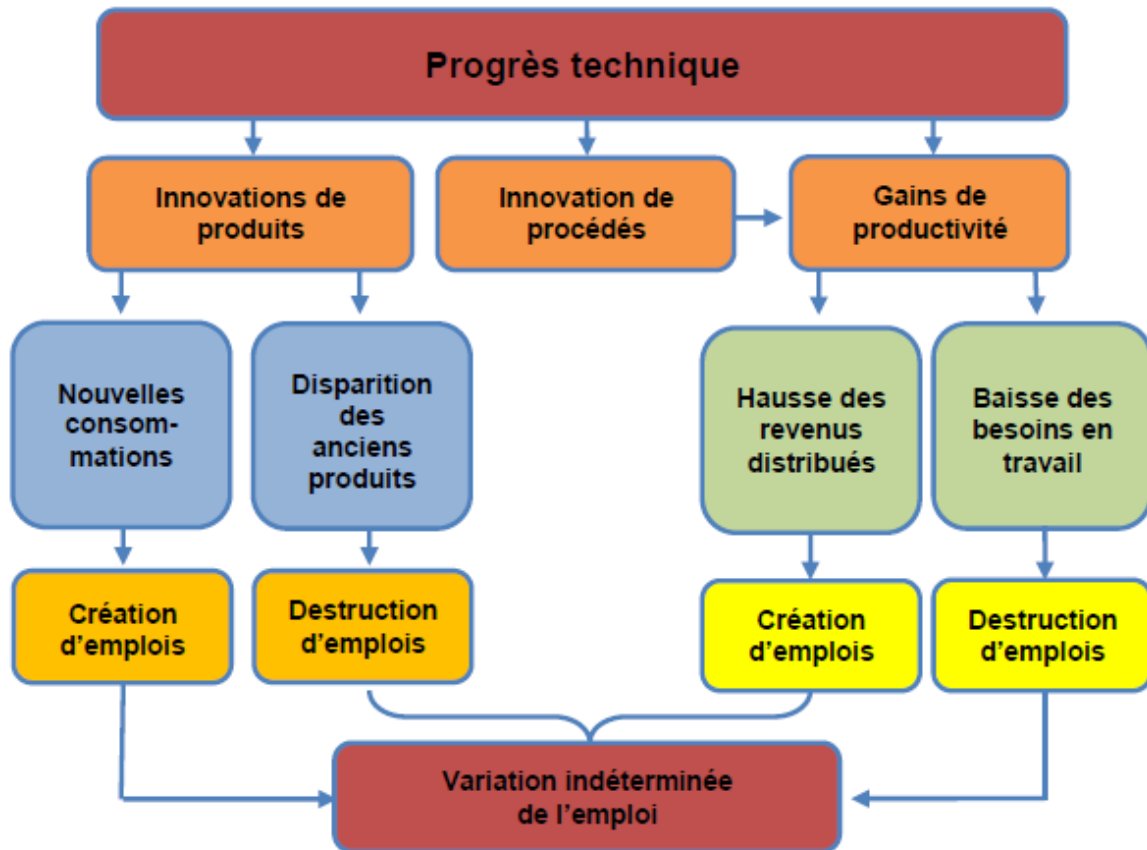 Progrès technique
Innovations de
produits
Innovation de
procédés
Gains de
productivité
Nouvelles
consom-
mations
Disparition
des
anciens
produits
Hausse des
revenus
distribués
Baisse des
besoins en
travail
Création
d'emplois
Destruction
d'emplois
Création
d'emplois
Destruction
d'emplois
Variation indéterminée
de l'emploi